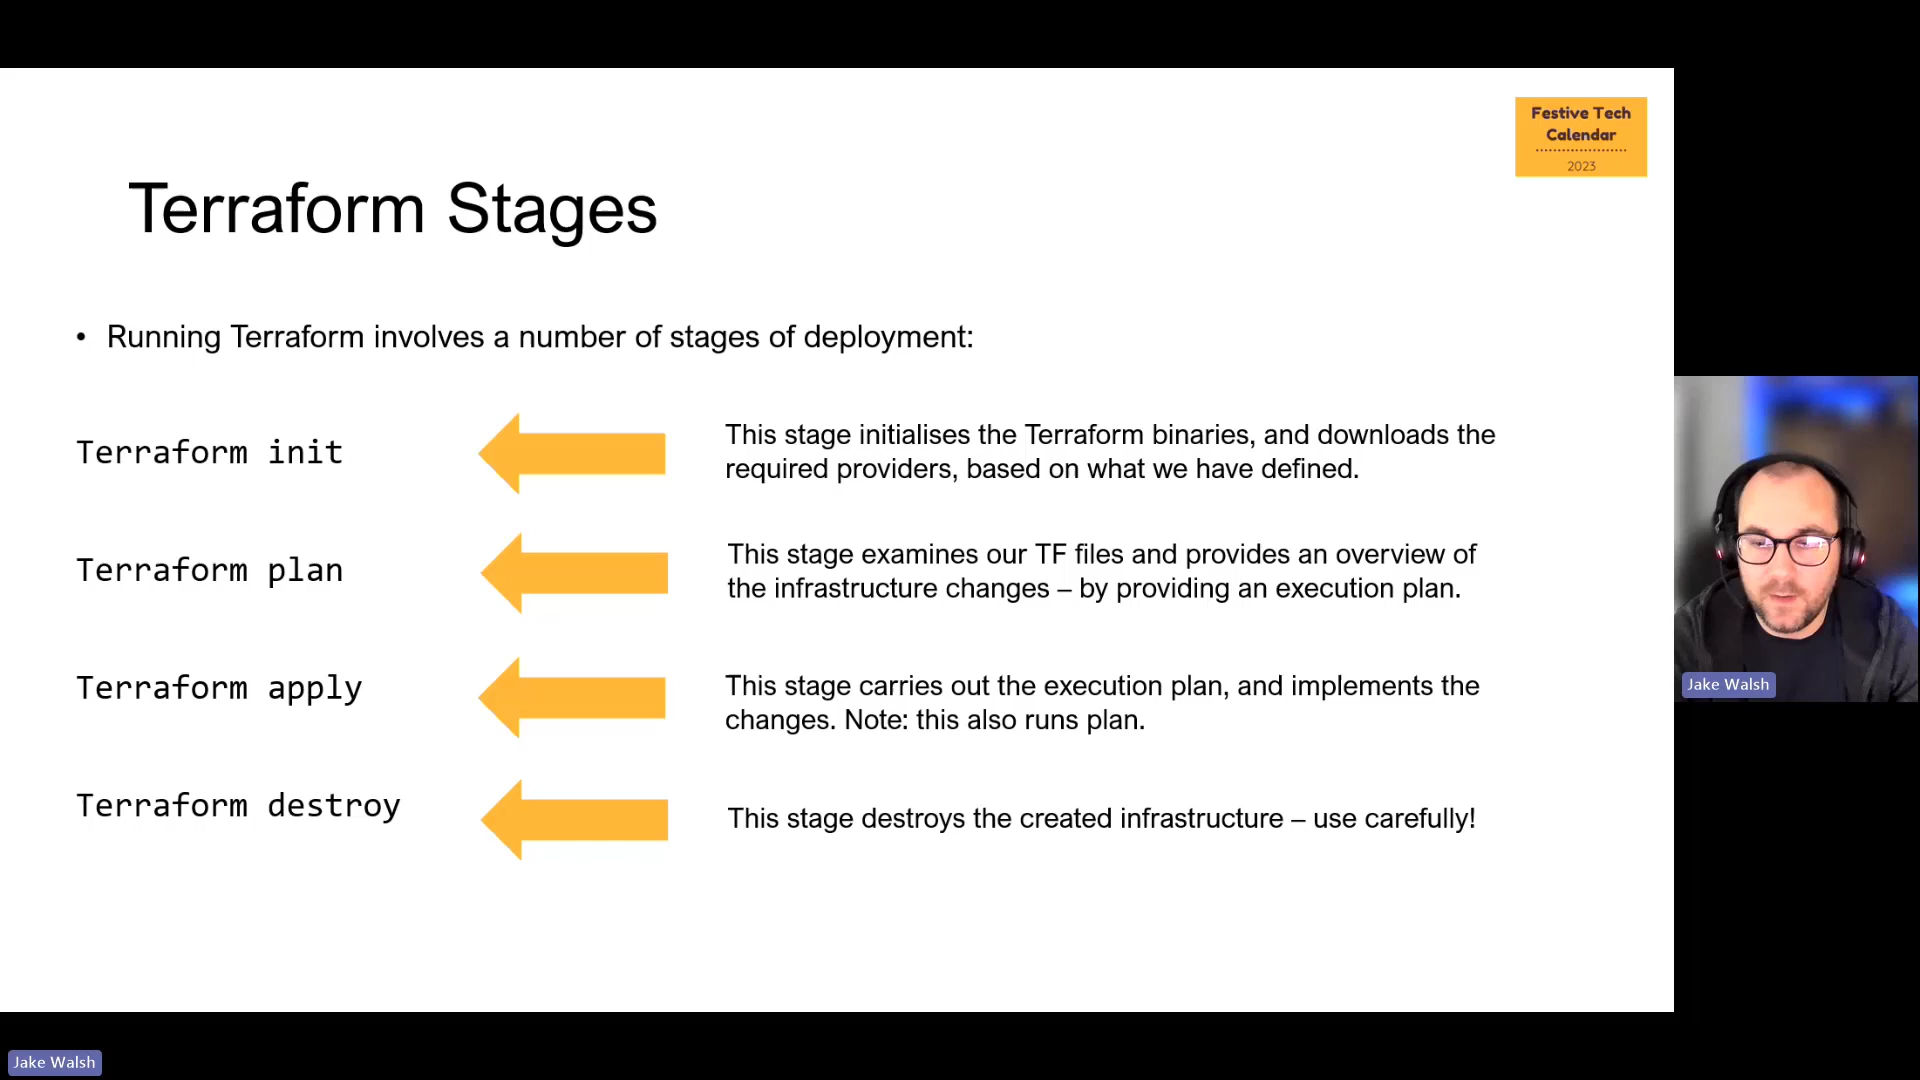 Festive Tech
Calendar
2023
Terraform Stages
• Running Terraform involves a number of stages of deployment:
Terraform init
This stage initialises the Terraform binaries, and downloads the
required providers, based on what we have defined.
Terraform plan
This stage examines our TF files and provides an overview of
the infrastructure changes – by providing an execution plan.
Terraform apply
This stage carries out the execution plan, and implements the
changes. Note: this also runs plan.
Terraform destroy
This stage destroys the created infrastructure – use carefully!
Jake Walsh
Jake Walsh